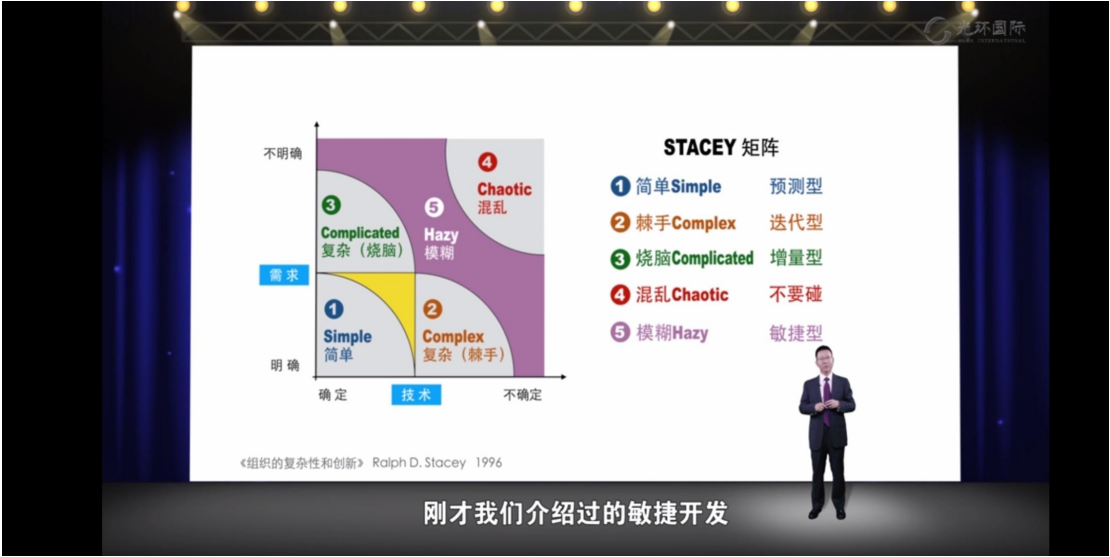 光环国际
STACEY 矩阵
不明确
4
Chaotic
混乱
1 简单Simple 预测型
3
5
2 棘手Complex 迭代型
Complicated
复杂（烧脑）
Hazy
模糊
3 烧脑Complicated 增量型
需 求
4 混乱Chaotic 不要碰
1
2
5 模糊Hazy 敏捷型
Simple
简单
Complex
复杂（棘手）
明 确
确 定
技 术
不确定
《组织的复杂性和创新》 Ralph D. Stacey 1996
刚才我们介绍过的敏捷开发